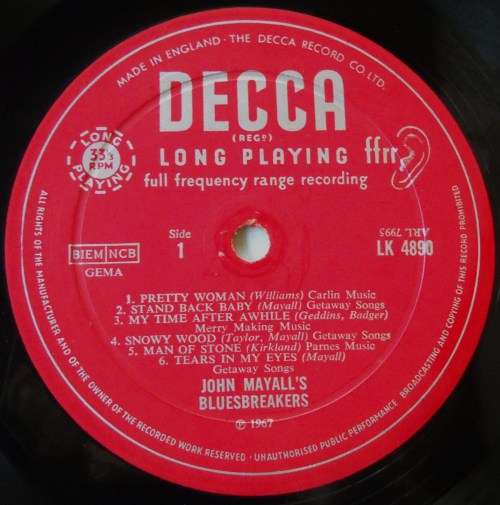 MADE IN ENGLAND · THE DECCA RECORD CO. LTD.
DECCA
(REGD)
LONG PLAYING ffrr
full frequency range recording
LONG
33⅓
RPM
PLAYING
Side
1
ARL 7995
LK 4890
BIEM/NCB
GEMA
1. PRETTY WOMAN (Williams) Carlin Music
2. STAND BACK BABY (Mayall) Getaway Songs
3. MY TIME AFTER AWHILE (Geddins, Badger)
Merry Making Music
4. SNOWY WOOD (Taylor, Mayall) Getaway Songs
5. MAN OF STONE (Kirkland) Parnes Music
6. TEARS IN MY EYES (Mayall)
Getaway Songs
JOHN MAYALL'S
BLUESBREAKERS
℗ 1967
ALL RIGHTS OF THE MANUFACTURER AND OF THE OWNER OF THE RECORDED WORK RESERVED · UNAUTHORISED PUBLIC PERFORMANCE BROADCASTING AND COPYING OF THIS RECORD PROHIBITED